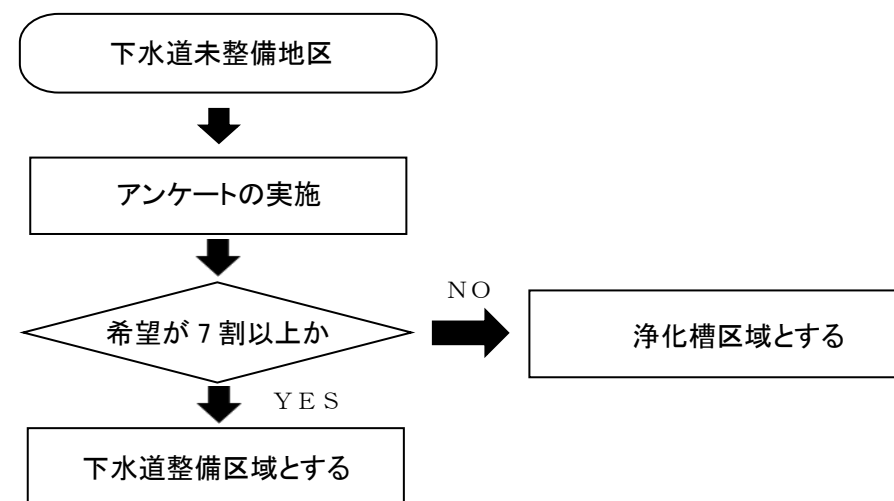 下水道未整備地区
アンケートの実施
希望が7割以上か
NO
浄化槽区域とする
YES
下水道整備区域とする